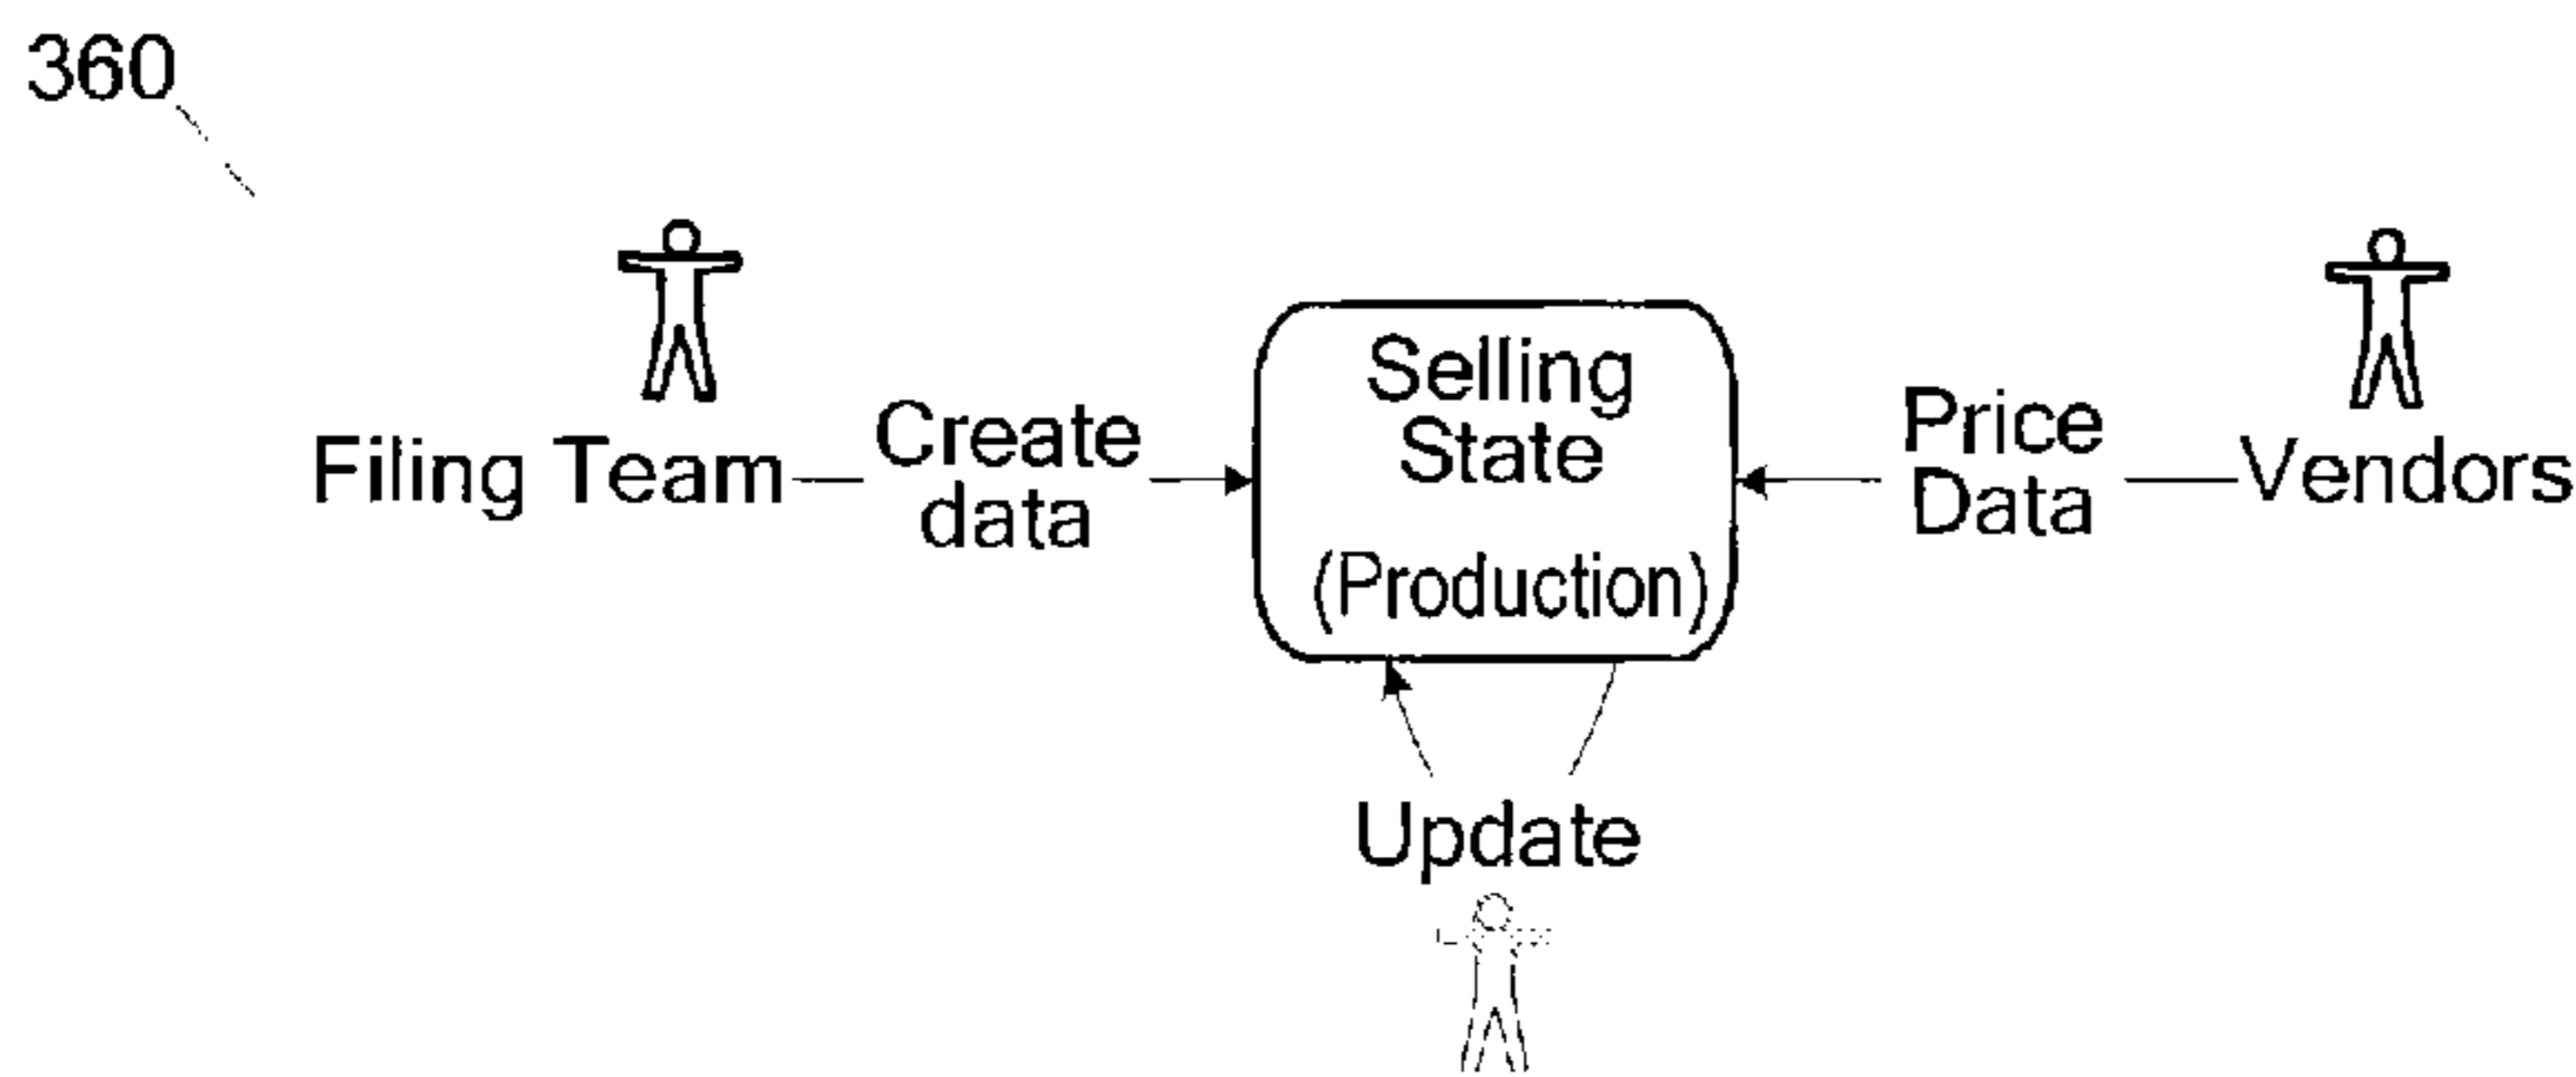 360
Filing Team
Create
data
Selling
State
(Production)
Price
Data
Vendors
Update